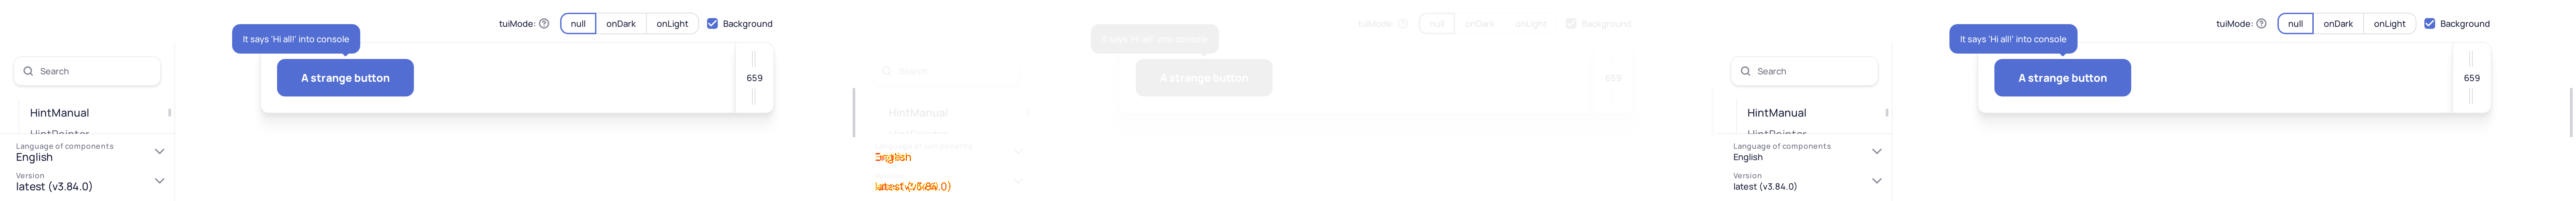 tuiMode: null onDark onLight Background
It says 'Hi all!' into console
Search
A strange button
659
HintManual
HintPointer
Language of components
English
Version
latest (v3.84.0)
tuiMode: null onDark onLight Background
It says 'Hi all!' into console
Search
A strange button
659
HintManual
HintPointer
Language of components
English
Version
latest (v3.84.0)
tuiMode: null onDark onLight Background
It says 'Hi all!' into console
Search
A strange button
659
HintManual
HintPointer
Language of components
English
Version
latest (v3.84.0)